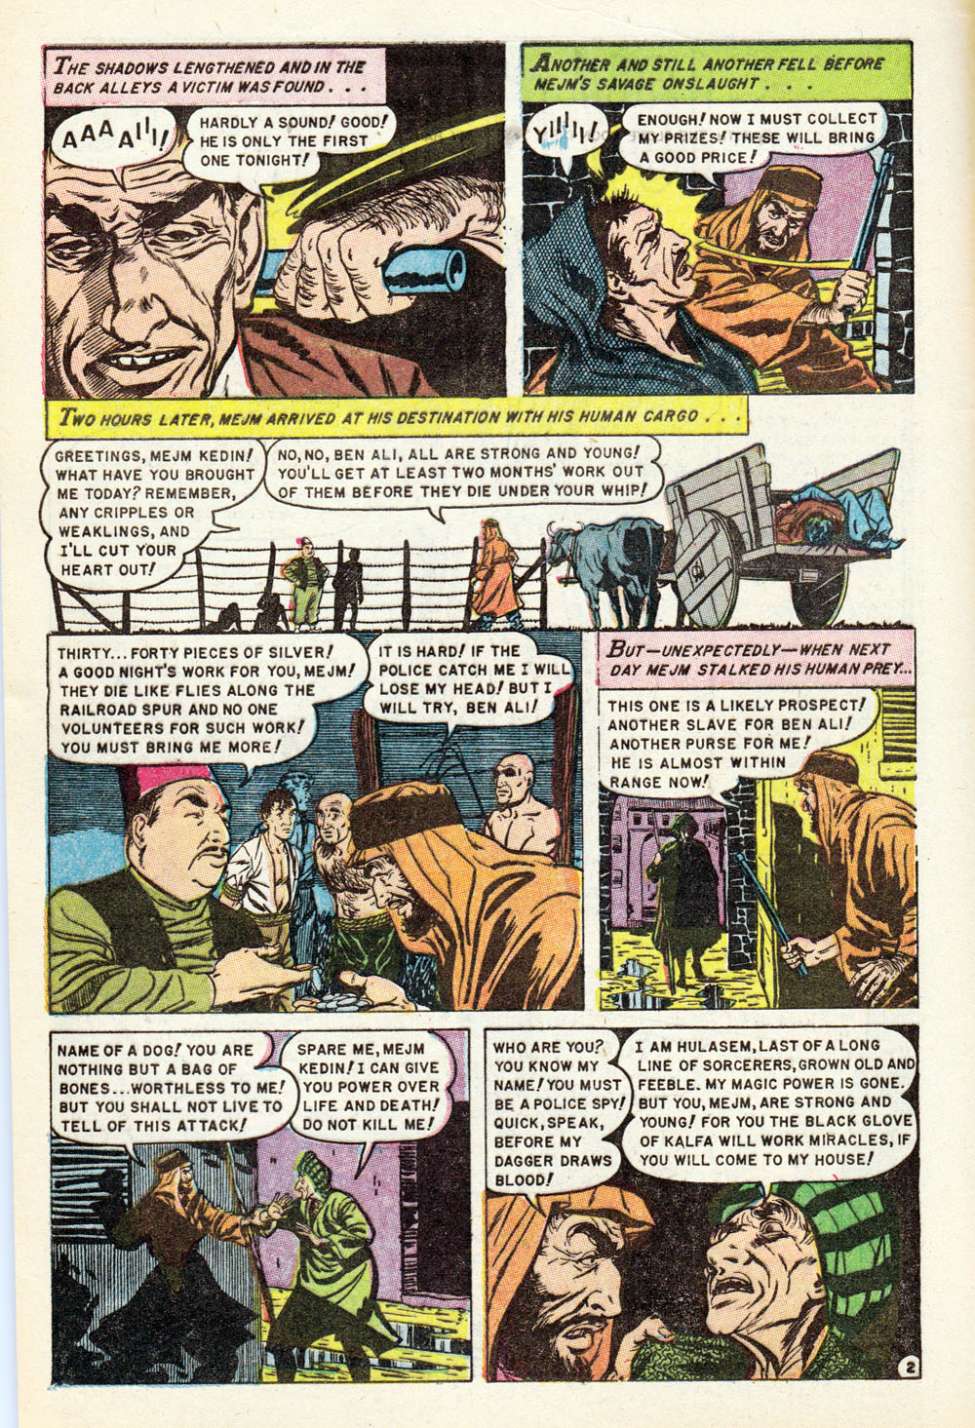 THE SHADOWS LENGTHENED AND IN THE
BACK ALLEYS A VICTIM WAS FOUND . . .
AAAAIIII!
HARDLY A SOUND! GOOD!
HE IS ONLY THE FIRST
ONE TONIGHT!
ANOTHER AND STILL ANOTHER FELL BEFORE
MEJM'S SAVAGE ONSLAUGHT . . .
YIIIIII!
ENOUGH! NOW I MUST COLLECT
MY PRIZES! THESE WILL BRING
A GOOD PRICE!
TWO HOURS LATER, MEJM ARRIVED AT HIS DESTINATION WITH HIS HUMAN CARGO . . .
GREETINGS, MEJM KEDIN!
WHAT HAVE YOU BROUGHT
ME TODAY? REMEMBER,
ANY CRIPPLES OR
WEAKLINGS, AND
I'LL CUT YOUR
HEART OUT!
NO, NO, BEN ALI, ALL ARE STRONG AND YOUNG!
YOU'LL GET AT LEAST TWO MONTHS' WORK OUT
OF THEM BEFORE THEY DIE UNDER YOUR WHIP!
THIRTY... FORTY PIECES OF SILVER!
A GOOD NIGHT'S WORK FOR YOU, MEJM!
THEY DIE LIKE FLIES ALONG THE
RAILROAD SPUR AND NO ONE
VOLUNTEERS FOR SUCH WORK!
YOU MUST BRING ME MORE!
IT IS HARD! IF THE
POLICE CATCH ME I WILL
LOSE MY HEAD! BUT I
WILL TRY, BEN ALI!
BUT—UNEXPECTEDLY—WHEN NEXT
DAY MEJM STALKED HIS HUMAN PREY...
THIS ONE IS A LIKELY PROSPECT!
ANOTHER SLAVE FOR BEN ALI!
ANOTHER PURSE FOR ME!
HE IS ALMOST WITHIN
RANGE NOW!
NAME OF A DOG! YOU ARE
NOTHING BUT A BAG OF
BONES...WORTHLESS TO ME!
BUT YOU SHALL NOT LIVE TO
TELL OF THIS ATTACK!
SPARE ME, MEJM
KEDIN! I CAN GIVE
YOU POWER OVER
LIFE AND DEATH!
DO NOT KILL ME!
WHO ARE YOU?
YOU KNOW MY
NAME! YOU MUST
BE A POLICE SPY!
QUICK, SPEAK,
BEFORE MY
DAGGER DRAWS
BLOOD!
I AM HULASEM, LAST OF A LONG
LINE OF SORCERERS, GROWN OLD AND
FEEBLE. MY MAGIC POWER IS GONE.
BUT YOU, MEJM, ARE STRONG AND
YOUNG! FOR YOU THE BLACK GLOVE
OF KALFA WILL WORK MIRACLES, IF
YOU WILL COME TO MY HOUSE!
2